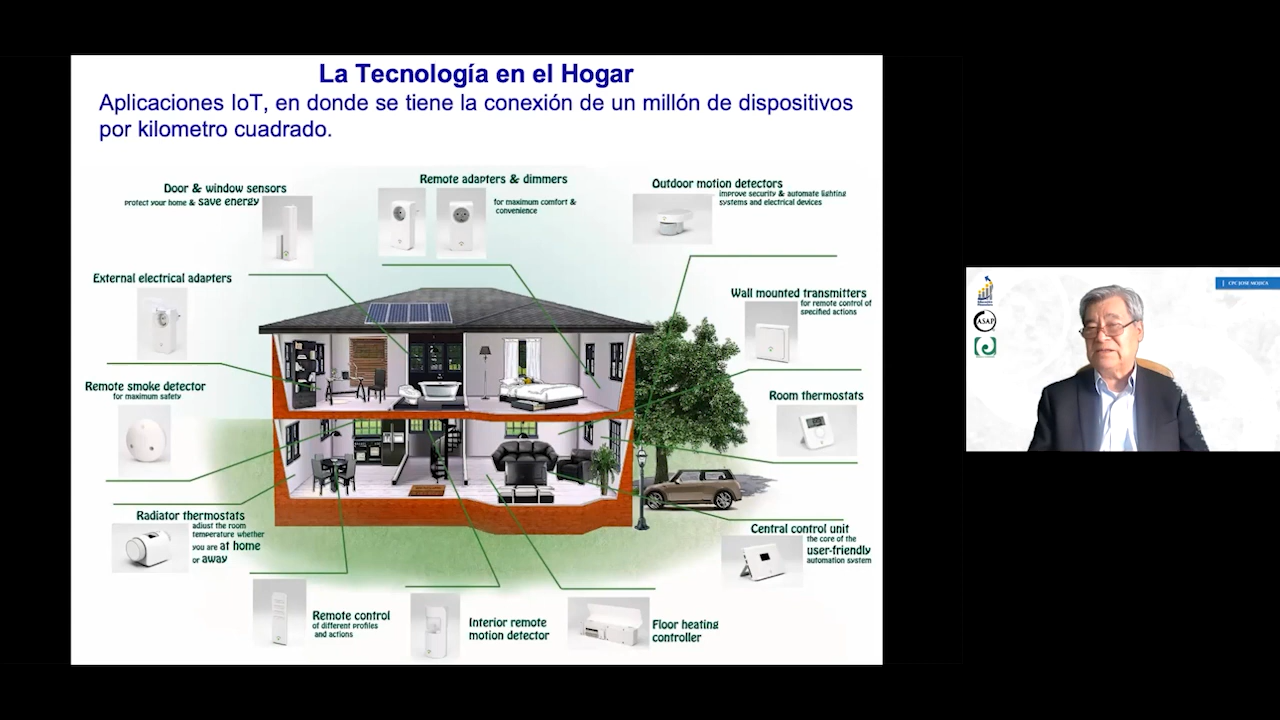 La Tecnología en el Hogar
Aplicaciones IoT, en donde se tiene la conexión de un millón de dispositivos
por kilometro cuadrado.
Door & window sensors
protect your home & save energy
Remote adapters & dimmers
for maximum comfort &
convenience
Outdoor motion detectors
improve security & automate lighting
systems and electrical devices
External electrical adapters
Wall mounted transmitters
for remote control of
specified actions
Remote smoke detector
for maximum safety
Room thermostats
Radiator thermostats
adjust the room
temperature whether
you are at home
or away
Central control unit
the core of the
user-friendly
automation system
Remote control
of different profiles
and actions
Interior remote
motion detector
Floor heating
controller
CPC JOSE MOJICA
ASAP